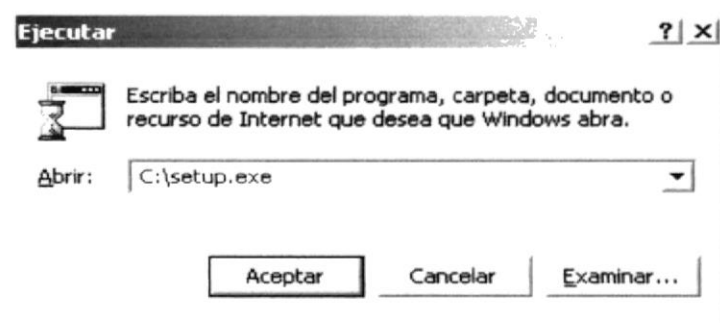 Ejecutar
Escriba el nombre del programa, carpeta, documento o
recurso de Internet que desea que Windows abra.
Abrir: C:\setup.exe
Aceptar Cancelar Examinar...